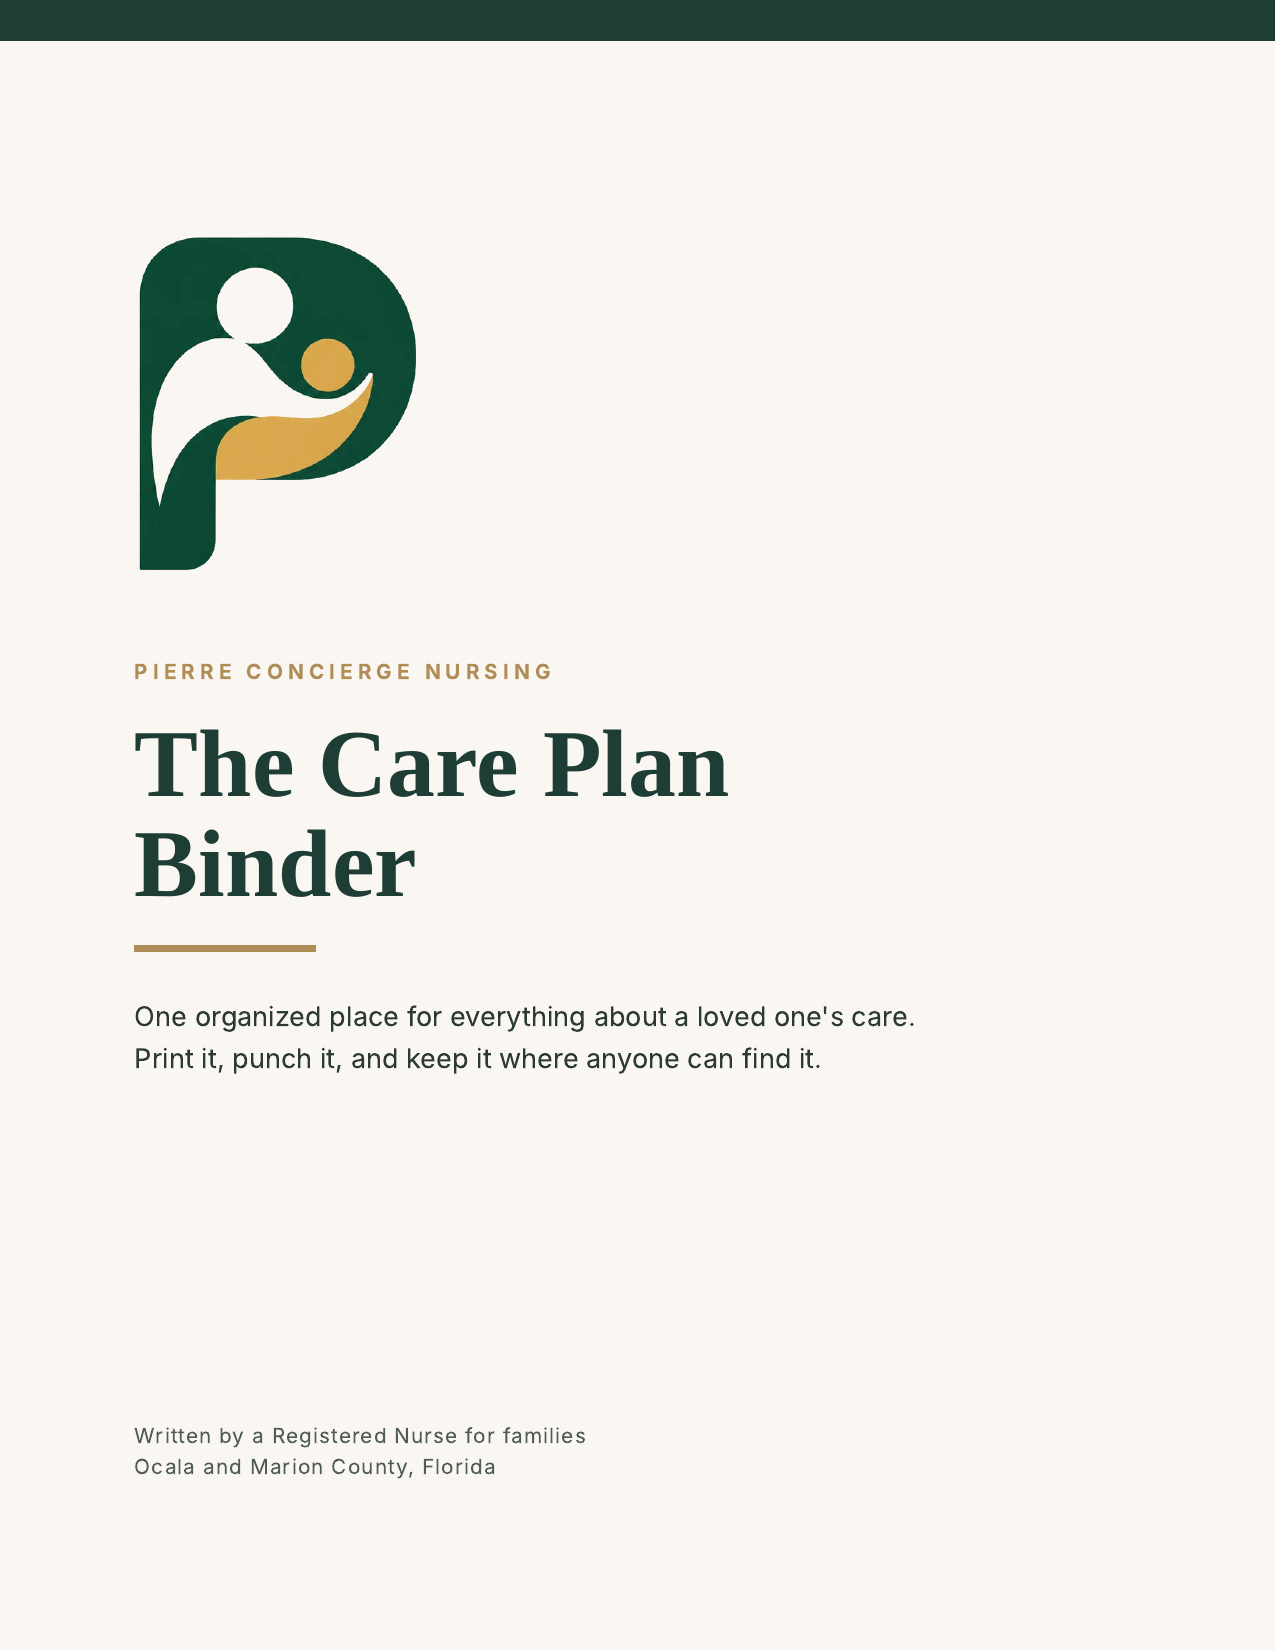 PIERRE CONCIERGE NURSING
The Care Plan
Binder
One organized place for everything about a loved one's care.
Print it, punch it, and keep it where anyone can find it.
Written by a Registered Nurse for families
Ocala and Marion County, Florida